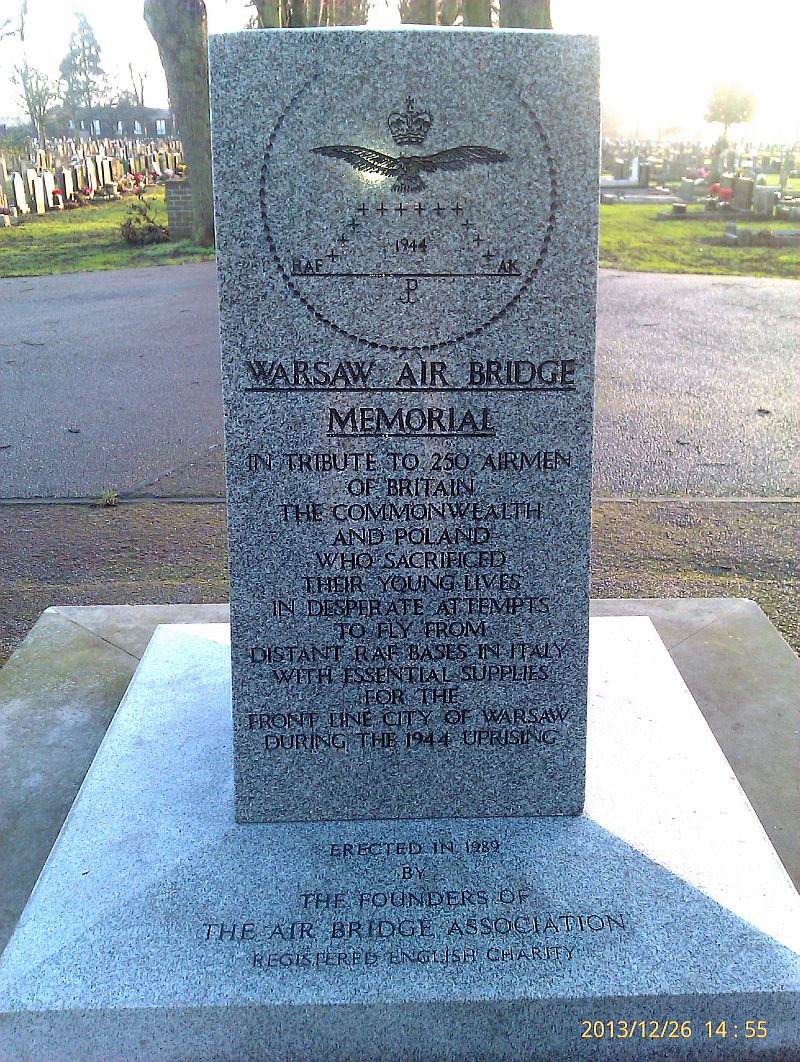 1944
RAF AK
P
WARSAW AIR BRIDGE
MEMORIAL
IN TRIBUTE TO 250 AIRMEN
OF BRITAIN
THE COMMONWEALTH
AND POLAND
WHO SACRIFICED
THEIR YOUNG LIVES
IN DESPERATE ATTEMPTS
TO FLY FROM
DISTANT RAF BASES IN ITALY
WITH ESSENTIAL SUPPLIES
FOR THE
FRONT LINE CITY OF WARSAW
DURING THE 1944 UPRISING
ERECTED IN 1989
BY
THE FOUNDERS OF
THE AIR BRIDGE ASSOCIATION
REGISTERED ENGLISH CHARITY
2013/12/26 14:55